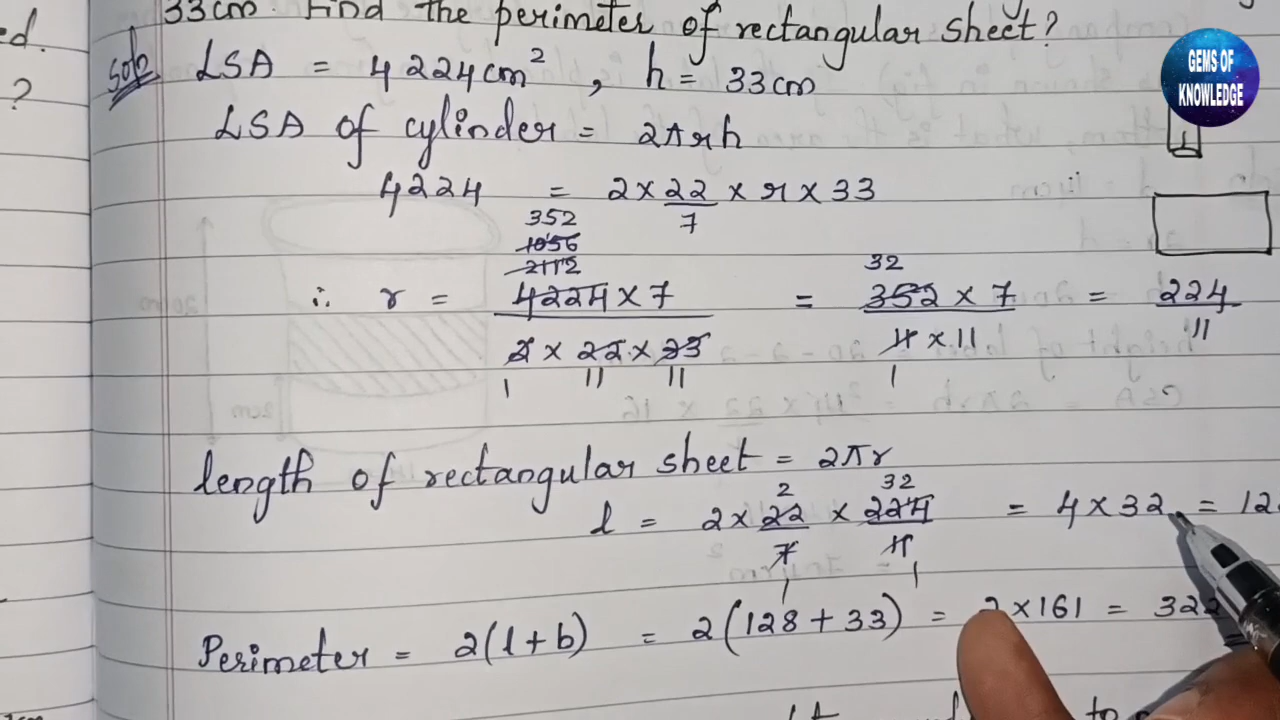 ed.
?
33cm. Find the perimeter of rectangular sheet?
Soln LSA = 4224cm², h = 33cm
LSA of cylinder = 2πrh
4224 = 2 × 22/7 × r × 33
352
1056
2112
32
∴ r = 4224 × 7 / 2 × 22 × 33 = 352 × 7 / 11 × 11 = 224 / 11
1 11 11 1
length of rectangular sheet = 2πr
2 32
l = 2 × 22/7 × 224/11 = 4 × 32 = 12
1 1
Perimeter = 2(l+b) = 2(128 + 33) = 2 × 161 = 322
GEMS OF
KNOWLEDGE